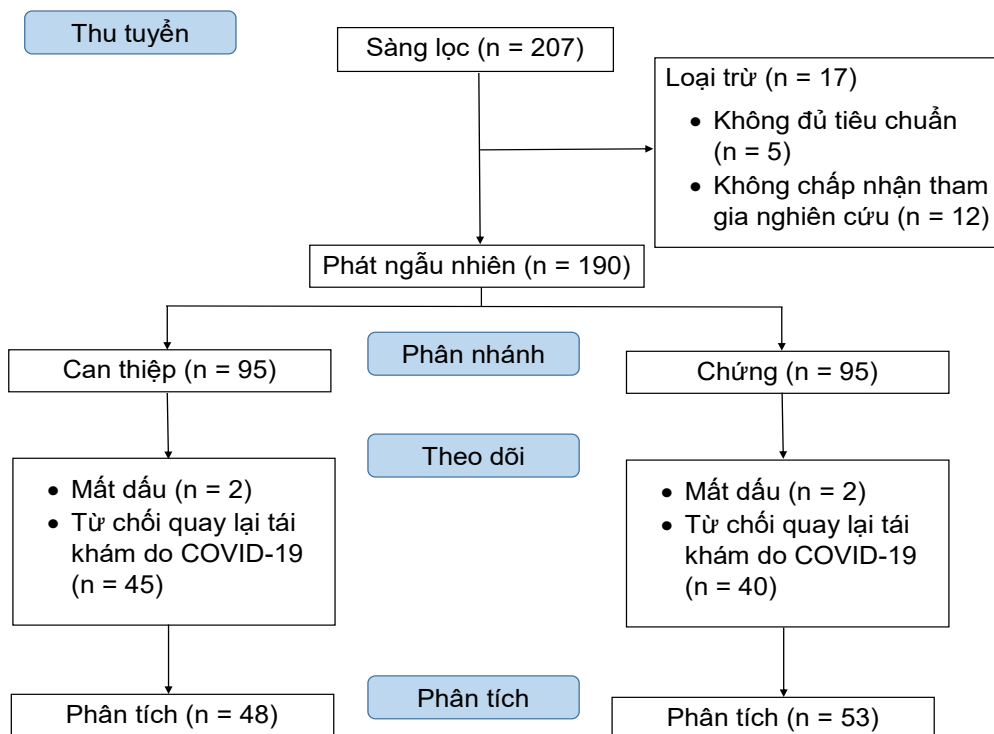 Thu tuyển
Sàng lọc (n = 207)
Loại trừ (n = 17)
• Không đủ tiêu chuẩn
(n = 5)
• Không chấp nhận tham
gia nghiên cứu (n = 12)
Phát ngẫu nhiên (n = 190)
Phân nhánh
Can thiệp (n = 95)
Chứng (n = 95)
Theo dõi
• Mất dấu (n = 2)
• Từ chối quay lại tái
khám do COVID-19
(n = 45)
• Mất dấu (n = 2)
• Từ chối quay lại tái
khám do COVID-19
(n = 40)
Phân tích
Phân tích (n = 48)
Phân tích (n = 53)